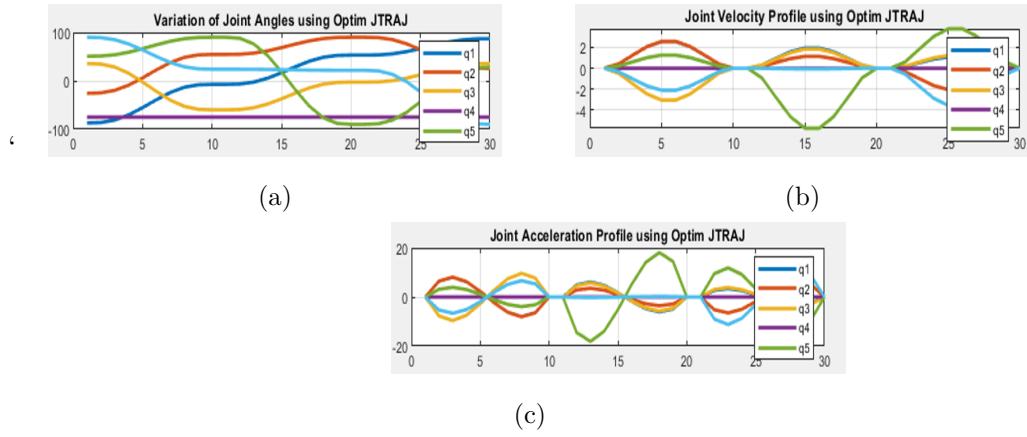 Variation of Joint Angles using Optim JTRAJ
100
0
-100
0 5 10 15 20 25 30
q1
q2
q3
q4
q5
‘
(a)
Joint Velocity Profile using Optim JTRAJ
2
0
-2
-4
0 5 10 15 20 25 30
q1
q2
q3
q4
q5
(b)
Joint Acceleration Profile using Optim JTRAJ
20
0
-20
0 5 10 15 20 25 30
q1
q2
q3
q4
q5
(c)